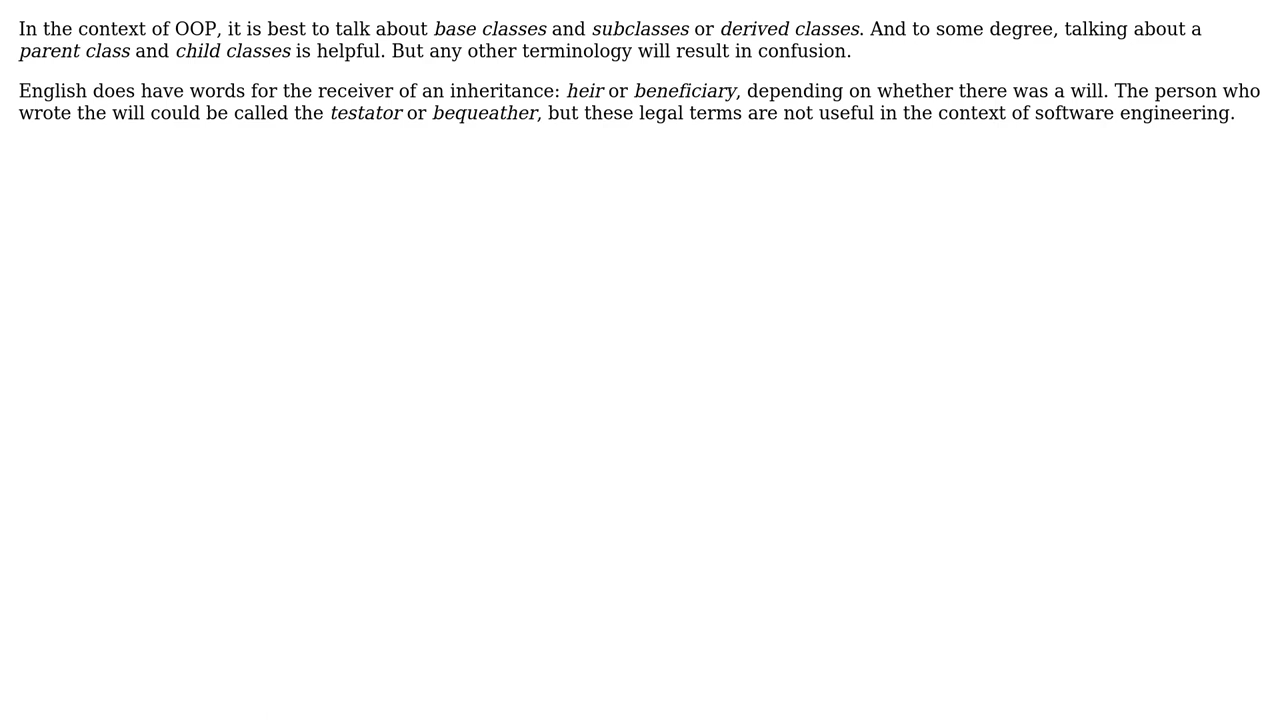 In the context of OOP, it is best to talk about base classes and subclasses or derived classes. And to some degree, talking about a
parent class and child classes is helpful. But any other terminology will result in confusion.
English does have words for the receiver of an inheritance: heir or beneficiary, depending on whether there was a will. The person who
wrote the will could be called the testator or bequeather, but these legal terms are not useful in the context of software engineering.